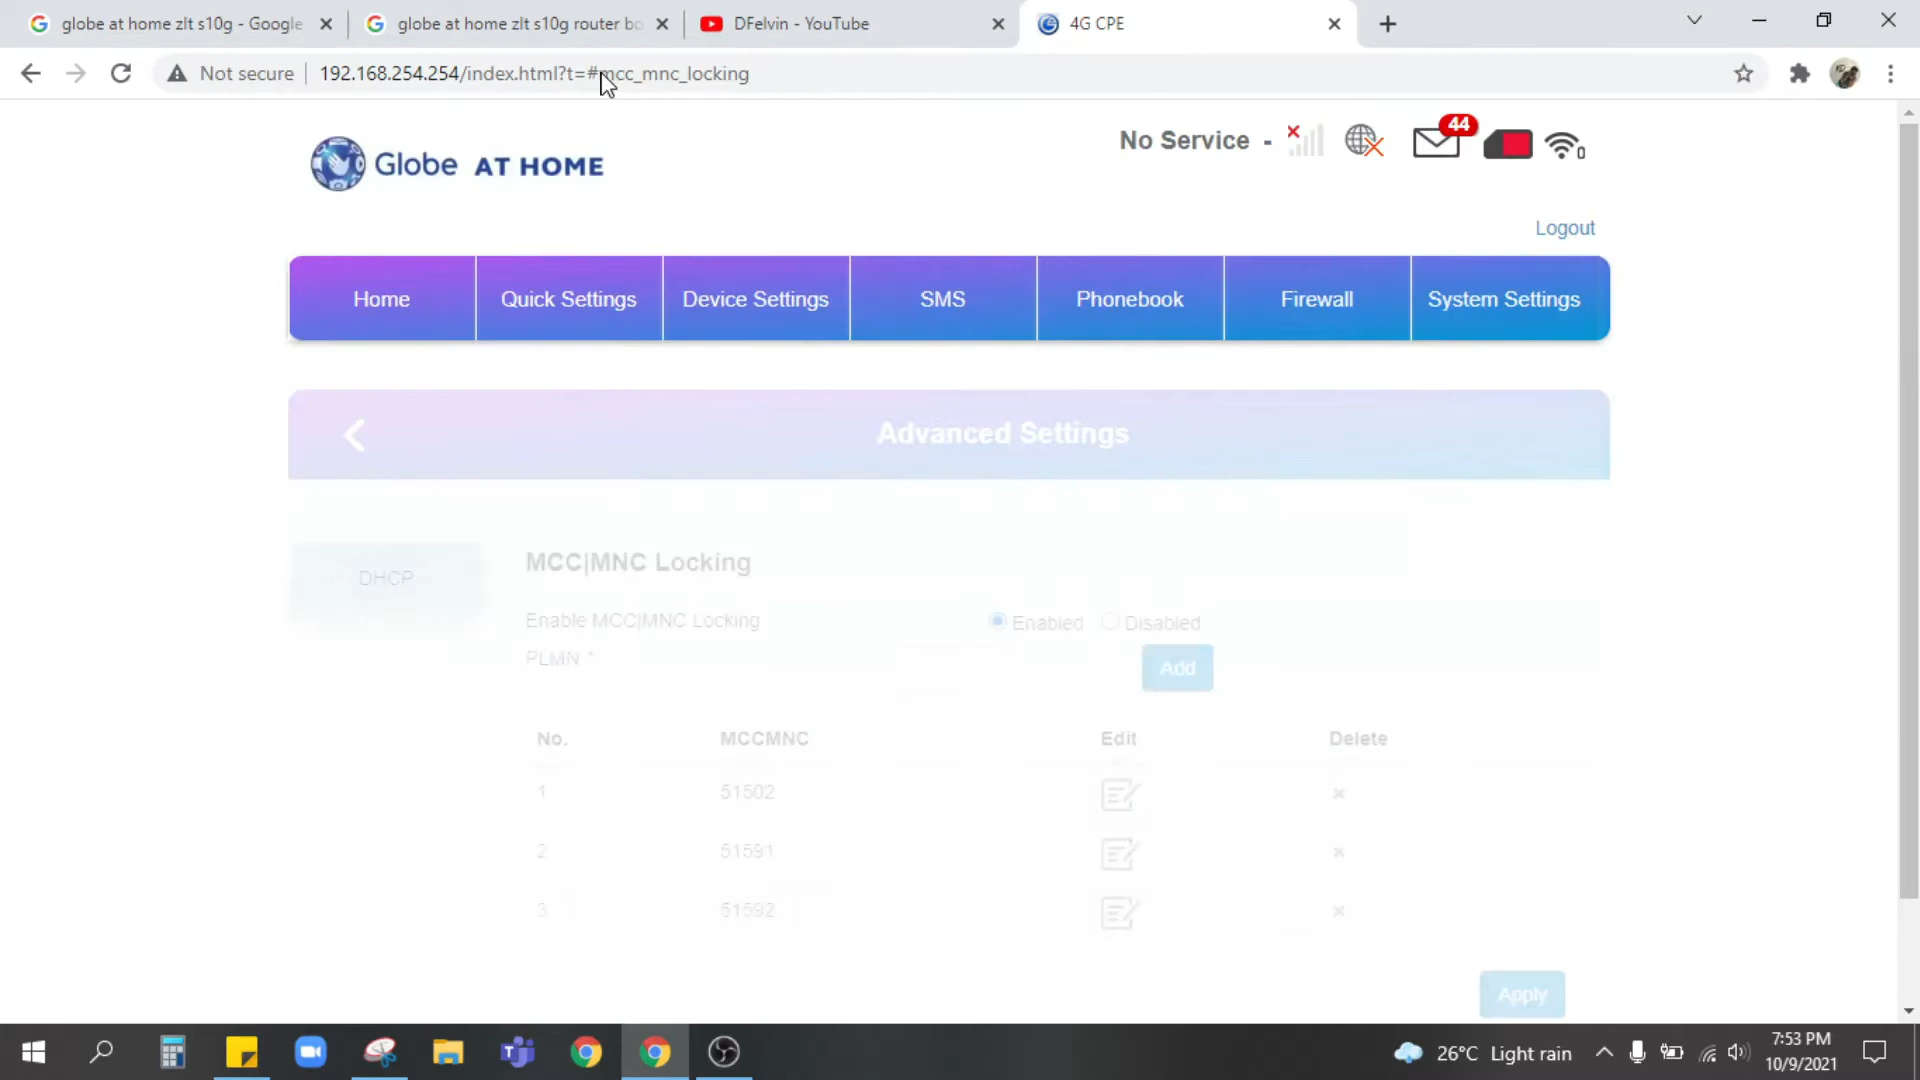 globe at home zlt s10g - Google
globe at home zlt s10g router bo
DFelvin - YouTube
4G CPE
Not secure
192.168.254.254/index.html?t=#mcc_mnc_locking
Globe AT HOME
No Service -
44
0
Logout
Home
Quick Settings
Device Settings
SMS
Phonebook
Firewall
System Settings
Advanced Settings
DHCP
MCC|MNC Locking
Enable MCC|MNC Locking
Enabled
Disabled
PLMN *
Add
No. MCCMNC Edit Delete
1 51502 ×
2 51591 ×
3 51592 ×
Apply
26°C Light rain
7:53 PM
10/9/2021